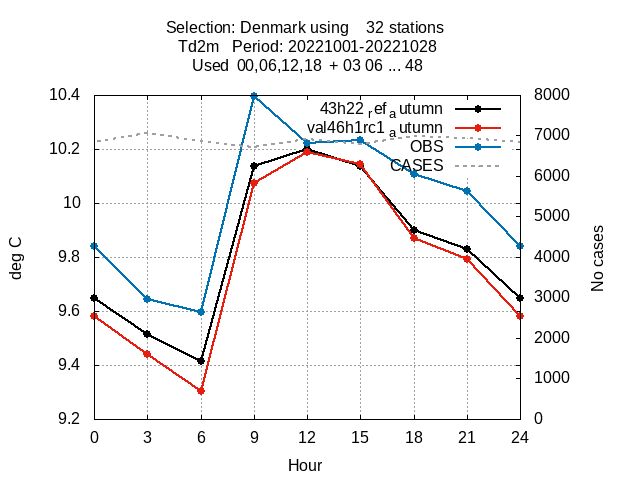 Selection: Denmark using    32 stations
Td2m   Period: 20221001-20221028
Used  00,06,12,18  + 03 06 ... 48
10.4
10.2
10
9.8
9.6
9.4
9.2
deg C
0 3 6 9 12 15 18 21 24
Hour
43h22 ref a utumn
val46h1rc1 a utumn
OBS
CASES
8000
7000
6000
5000
4000
3000
2000
1000
0
No cases